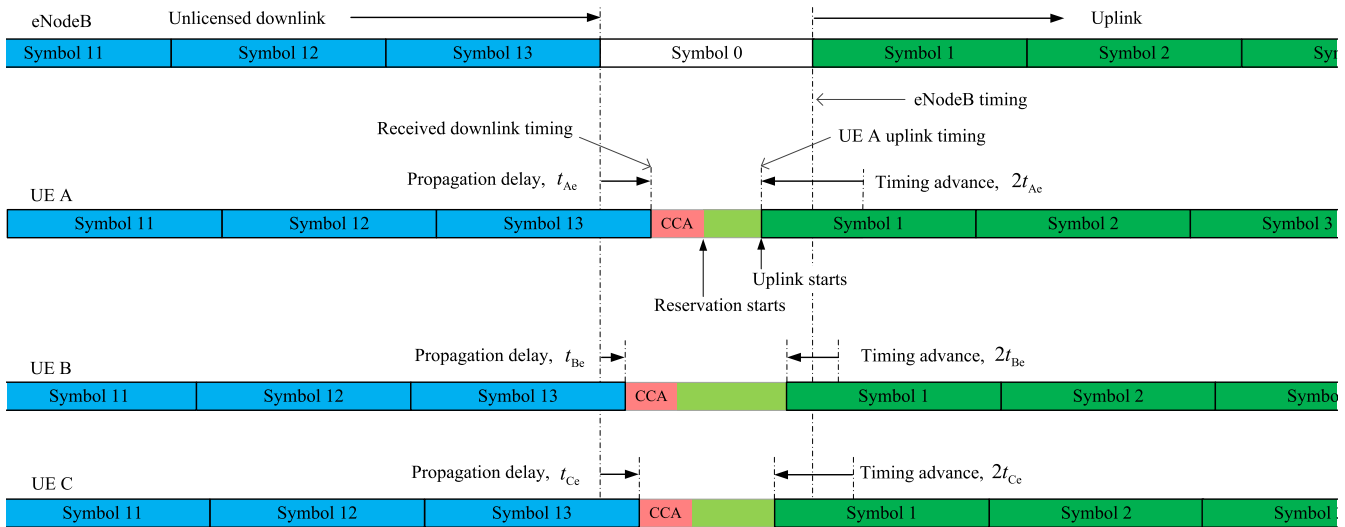 eNodeB
Unlicensed downlink
Uplink
Symbol 11 Symbol 12 Symbol 13 Symbol 0 Symbol 1 Symbol 2
eNodeB timing
Received downlink timing
UE A uplink timing
Propagation delay, tAe
Timing advance, 2tAe
UE A
Symbol 11 Symbol 12 Symbol 13 CCA Symbol 1 Symbol 2 Symbol 3
Uplink starts
Reservation starts
Propagation delay, tBe
Timing advance, 2tBe
UE B
Symbol 11 Symbol 12 Symbol 13 CCA Symbol 1 Symbol 2 Symbo
Propagation delay, tCe
Timing advance, 2tCe
UE C
Symbol 11 Symbol 12 Symbol 13 CCA Symbol 1 Symbol 2 Symbol